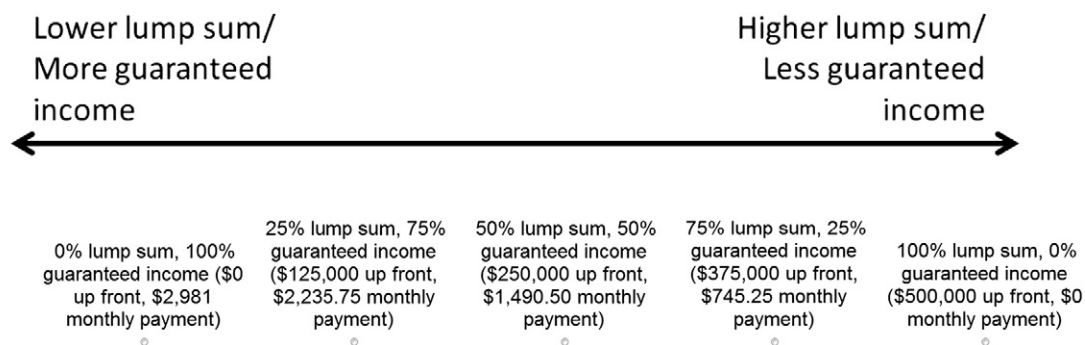 Lower lump sum/
More guaranteed
income
Higher lump sum/
Less guaranteed
income
0% lump sum, 100%
guaranteed income ($0
up front, $2,981
monthly payment)
25% lump sum, 75%
guaranteed income
($125,000 up front,
$2,235.75 monthly
payment)
50% lump sum, 50%
guaranteed income
($250,000 up front,
$1,490.50 monthly
payment)
75% lump sum, 25%
guaranteed income
($375,000 up front,
$745.25 monthly
payment)
100% lump sum, 0%
guaranteed income
($500,000 up front, $0
monthly payment)